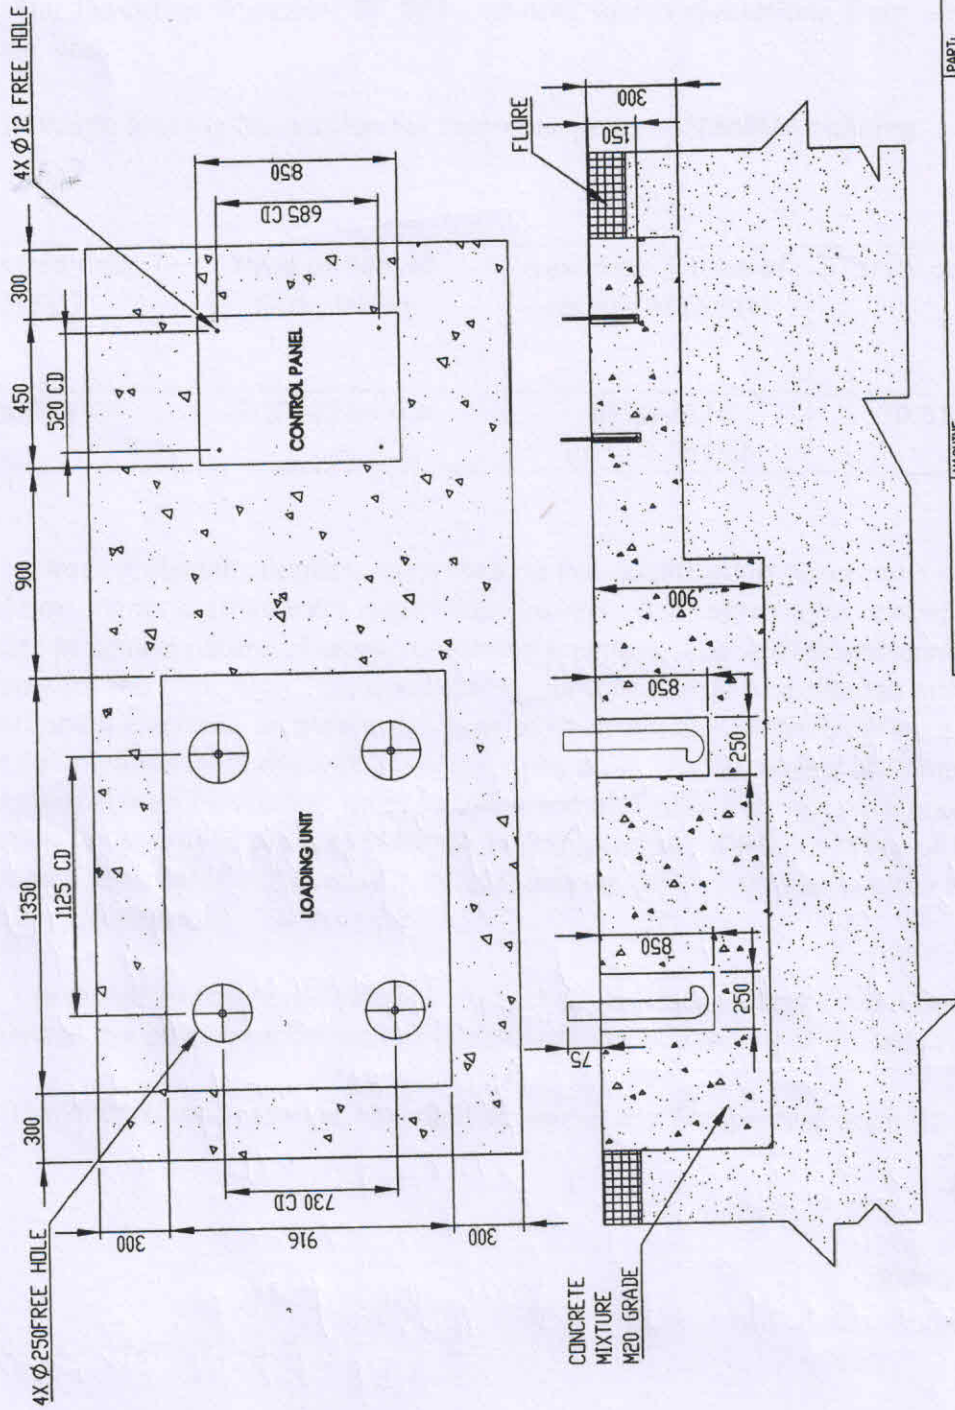 4X Ø250FREE HOLE
4X Ø12 FREE HOLE
300
1350
900
450
300
1125 CD
520 CD
300
916
300
730 CD
LOADING UNIT
CONTROL PANEL
685 CD
850
CONCRETE
MIXTURE
M20 GRADE
75
850
250
850
250
900
FLORE
150
300
PART:
MACHINE